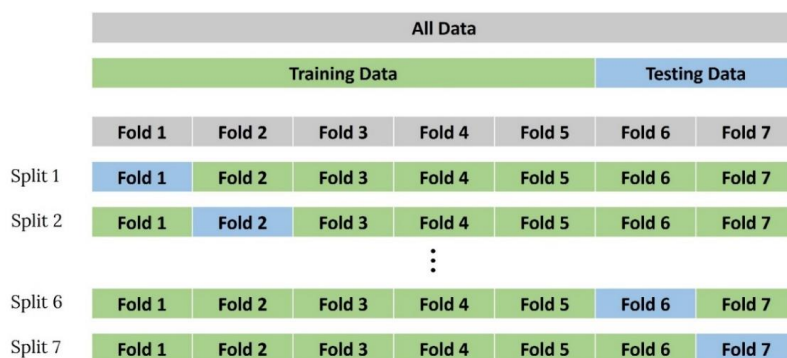 All Data
Training Data Testing Data
Fold 1 Fold 2 Fold 3 Fold 4 Fold 5 Fold 6 Fold 7
Split 1 Fold 1 Fold 2 Fold 3 Fold 4 Fold 5 Fold 6 Fold 7
Split 2 Fold 1 Fold 2 Fold 3 Fold 4 Fold 5 Fold 6 Fold 7
Split 6 Fold 1 Fold 2 Fold 3 Fold 4 Fold 5 Fold 6 Fold 7
Split 7 Fold 1 Fold 2 Fold 3 Fold 4 Fold 5 Fold 6 Fold 7